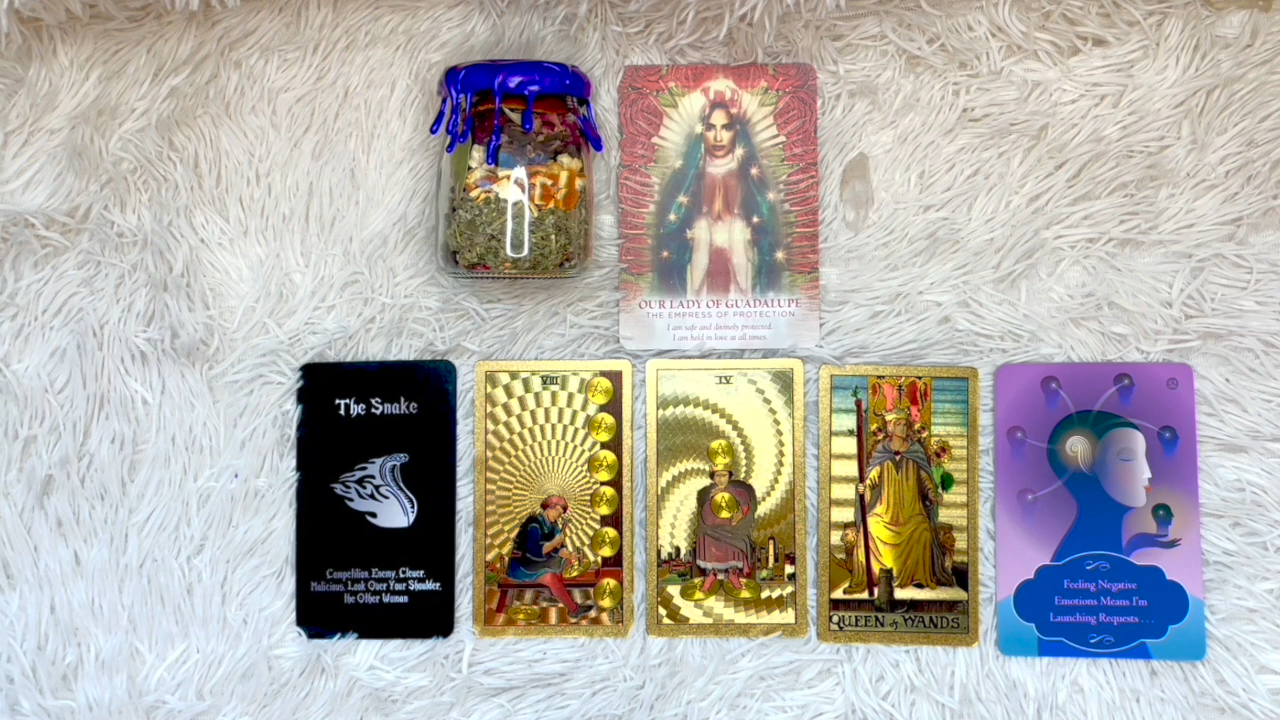 OUR LADY OF GUADALUPE
THE EMPRESS OF PROTECTION
I am safe and divinely protected.
I am held in love at all times.
The Snake
Competition, Enemy, Clever,
Malicious, Look Over Your Shoulder,
the Other Woman
VIII
IV
QUEEN of WANDS.
Feeling Negative
Emotions Means I'm
Launching Requests . . .